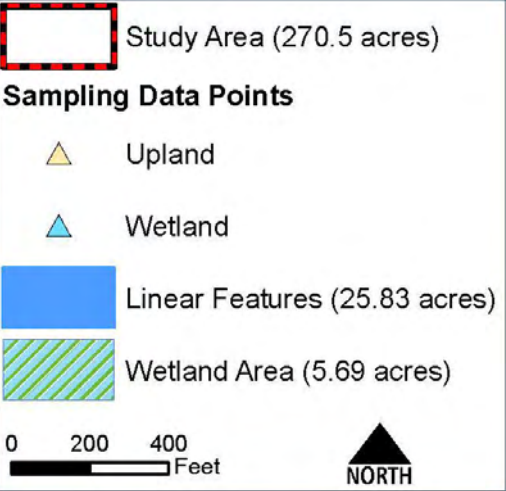 Study Area (270.5 acres)
Sampling Data Points
Upland
Wetland
Linear Features (25.83 acres)
Wetland Area (5.69 acres)
0 200 400
Feet
NORTH